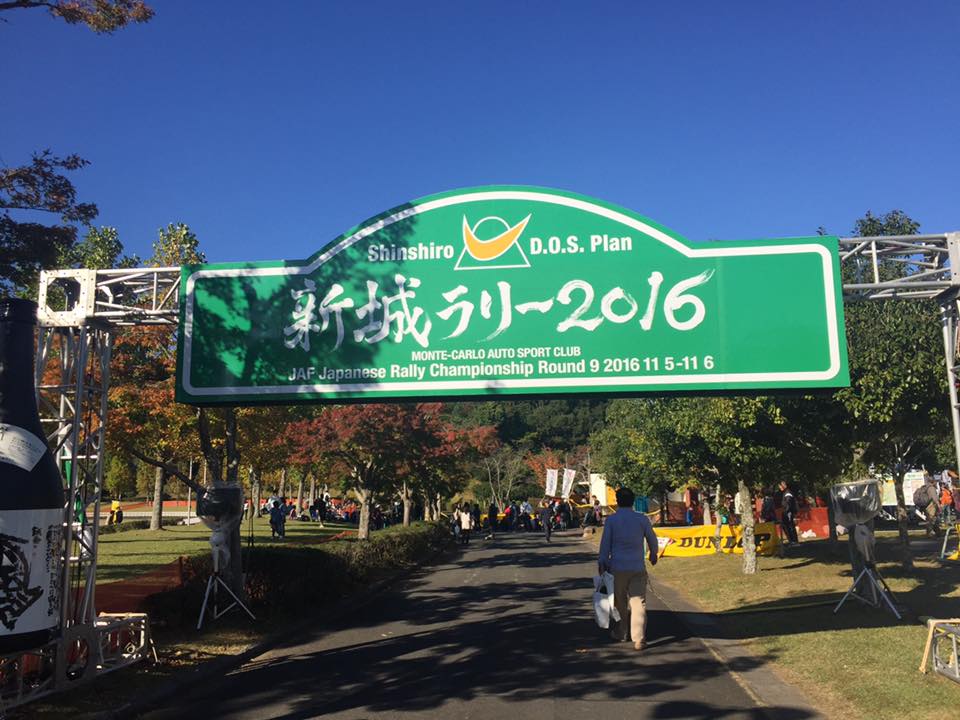 Shinshiro D.O.S. Plan
新城ラリー2016
MONTE-CARLO AUTO SPORT CLUB
JAF Japanese Rally Championship Round 9 2016 11 5-11 6
DUNLOP